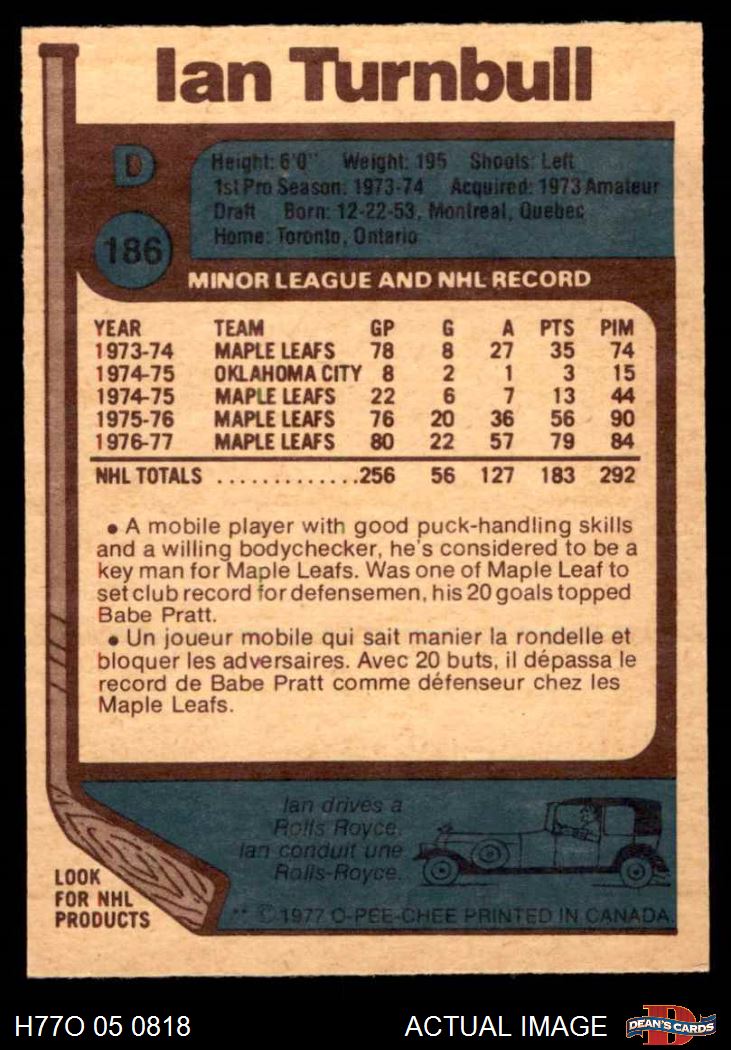 Ian Turnbull
D
Height: 6'0" Weight: 195 Shoots: Left
1st Pro Season: 1973-74 Acquired: 1973 Amateur
Draft Born: 12-22-53, Montreal, Quebec
Home: Toronto, Ontario
186
MINOR LEAGUE AND NHL RECORD
YEAR TEAM GP G A PTS PIM
1973-74 MAPLE LEAFS 78 8 27 35 74
1974-75 OKLAHOMA CITY 8 2 1 3 15
1974-75 MAPLE LEAFS 22 6 7 13 44
1975-76 MAPLE LEAFS 76 20 36 56 90
1976-77 MAPLE LEAFS 80 22 57 79 84
NHL TOTALS .............256 56 127 183 292
• A mobile player with good puck-handling skills
and a willing bodychecker, he's considered to be a
key man for Maple Leafs. Was one of Maple Leaf to
set club record for defensemen, his 20 goals topped
Babe Pratt.
• Un joueur mobile qui sait manier la rondelle et
bloquer les adversaires. Avec 20 buts, il dépassa le
record de Babe Pratt comme défenseur chez les
Maple Leafs.
Ian drives a
Rolls Royce.
Ian conduit une
Rolls-Royce.
LOOK
FOR NHL
PRODUCTS
** ©1977 O-PEE-CHEE PRINTED IN CANADA.
H77O 05 0818 ACTUAL IMAGE
D
DEAN'S CARDS